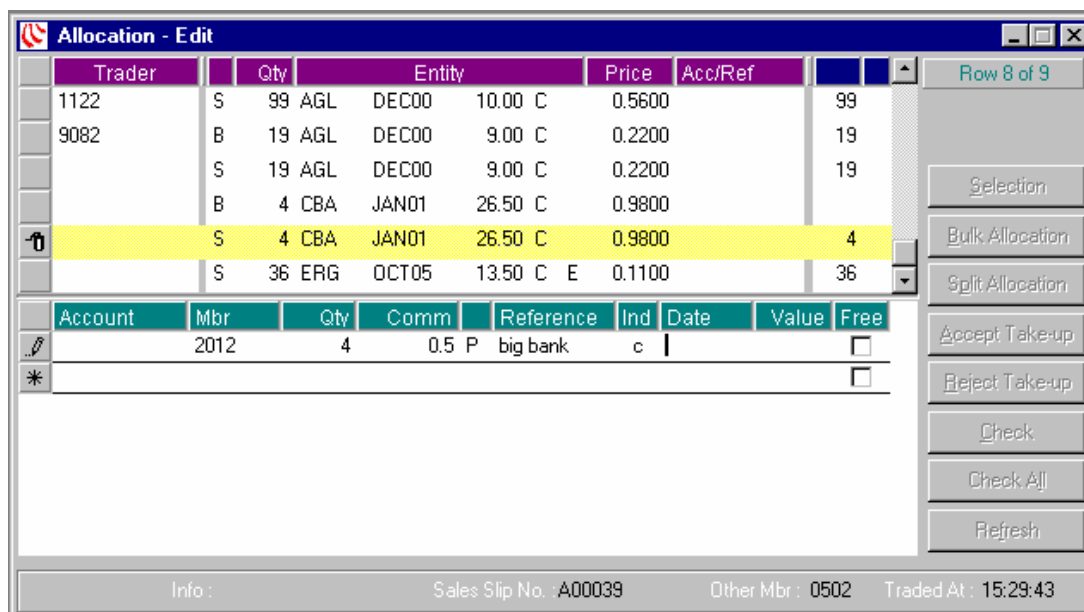 Allocation - Edit
Trader Qty Entity Price Acc/Ref
Row 8 of 9
1122 S 99 AGL DEC00 10.00 C 0.5600 99
9082 B 19 AGL DEC00 9.00 C 0.2200 19
S 19 AGL DEC00 9.00 C 0.2200 19
Selection
B 4 CBA JAN01 26.50 C 0.9800
S 4 CBA JAN01 26.50 C 0.9800 4
Bulk Allocation
S 36 ERG OCT05 13.50 C E 0.1100 36
Split Allocation
Account Mbr Qty Comm Reference Ind Date Value Free
2012 4 0.5 P big bank c
Accept Take-up
Reject Take-up
Check
Check All
Refresh
Info : Sales Slip No. : A00039 Other Mbr : 0502 Traded At : 15:29:43